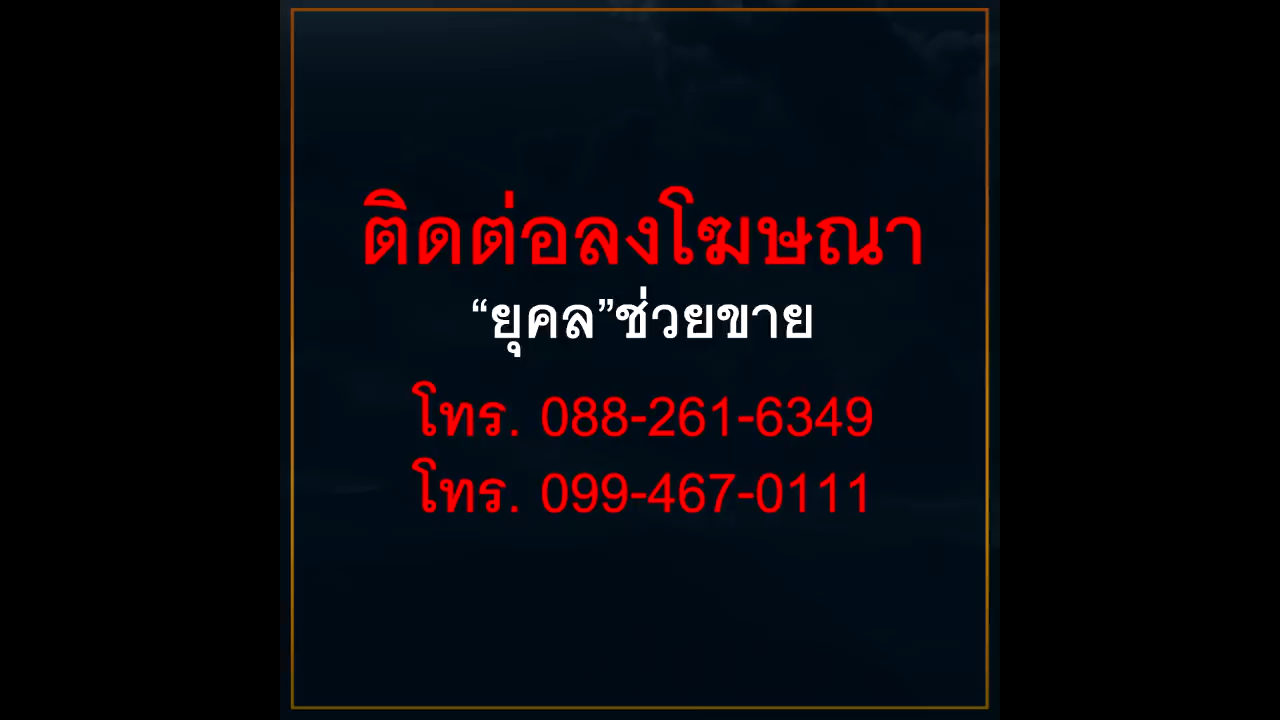 ติดต่อลงโฆษณา
“ยุคล”ช่วยขาย
โทร. 088-261-6349
โทร. 099-467-0111